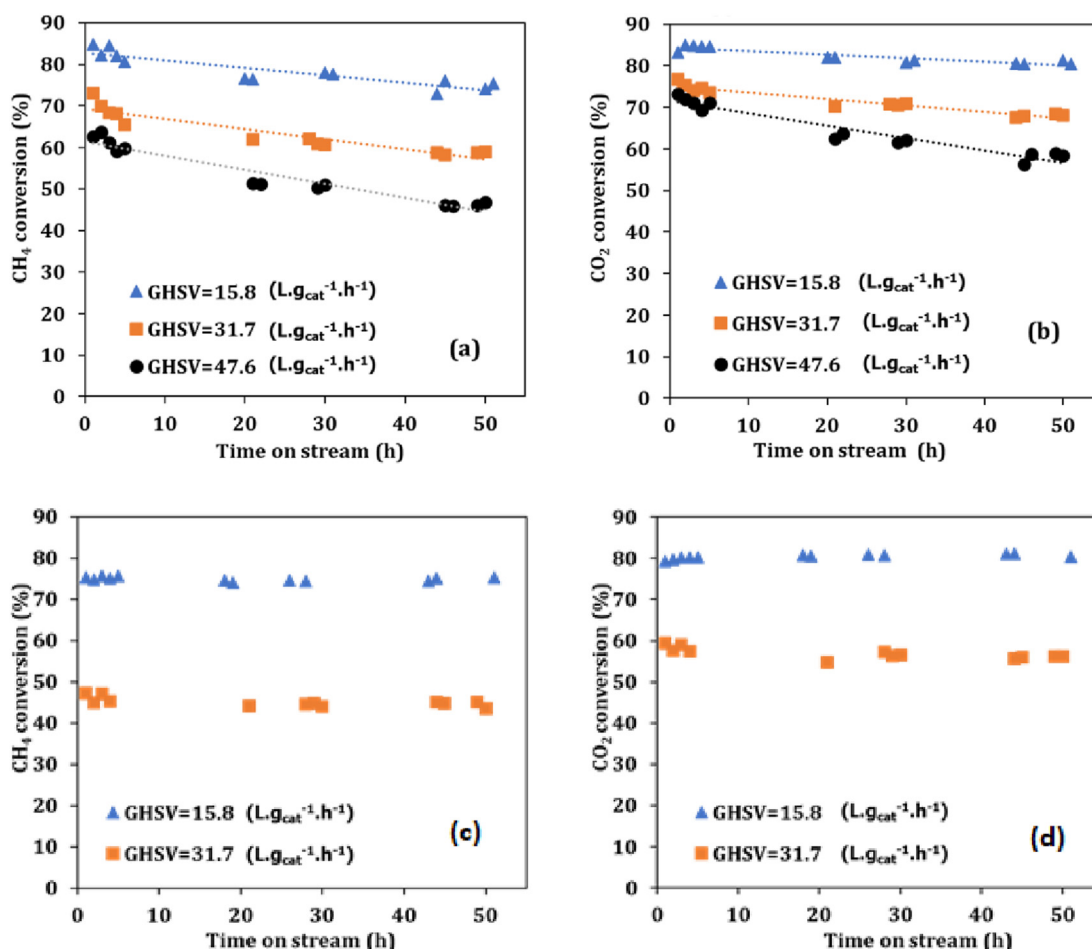 CH₄ conversion (%)
90
80
70
60
50
40
30
20
10
0
GHSV=15.8 (L.gcat⁻¹.h⁻¹)
GHSV=31.7 (L.gcat⁻¹.h⁻¹)
GHSV=47.6 (L.gcat⁻¹.h⁻¹)
(a)
0 10 20 30 40 50
Time on stream (h)
CO₂ conversion (%)
90
80
70
60
50
40
30
20
10
0
GHSV=15.8 (L.gcat⁻¹.h⁻¹)
GHSV=31.7 (L.gcat⁻¹.h⁻¹)
GHSV=47.6 (L.gcat⁻¹.h⁻¹)
(b)
0 10 20 30 40 50
Time on stream (h)
CH₄ conversion (%)
90
80
70
60
50
40
30
20
10
0
GHSV=15.8 (L.gcat⁻¹.h⁻¹)
GHSV=31.7 (L.gcat⁻¹.h⁻¹)
(c)
0 10 20 30 40 50
Time on stream (h)
CO₂ conversion (%)
90
80
70
60
50
40
30
20
10
0
GHSV=15.8 (L.gcat⁻¹.h⁻¹)
GHSV=31.7 (L.gcat⁻¹.h⁻¹)
(d)
0 10 20 30 40 50
Time on stream (h)